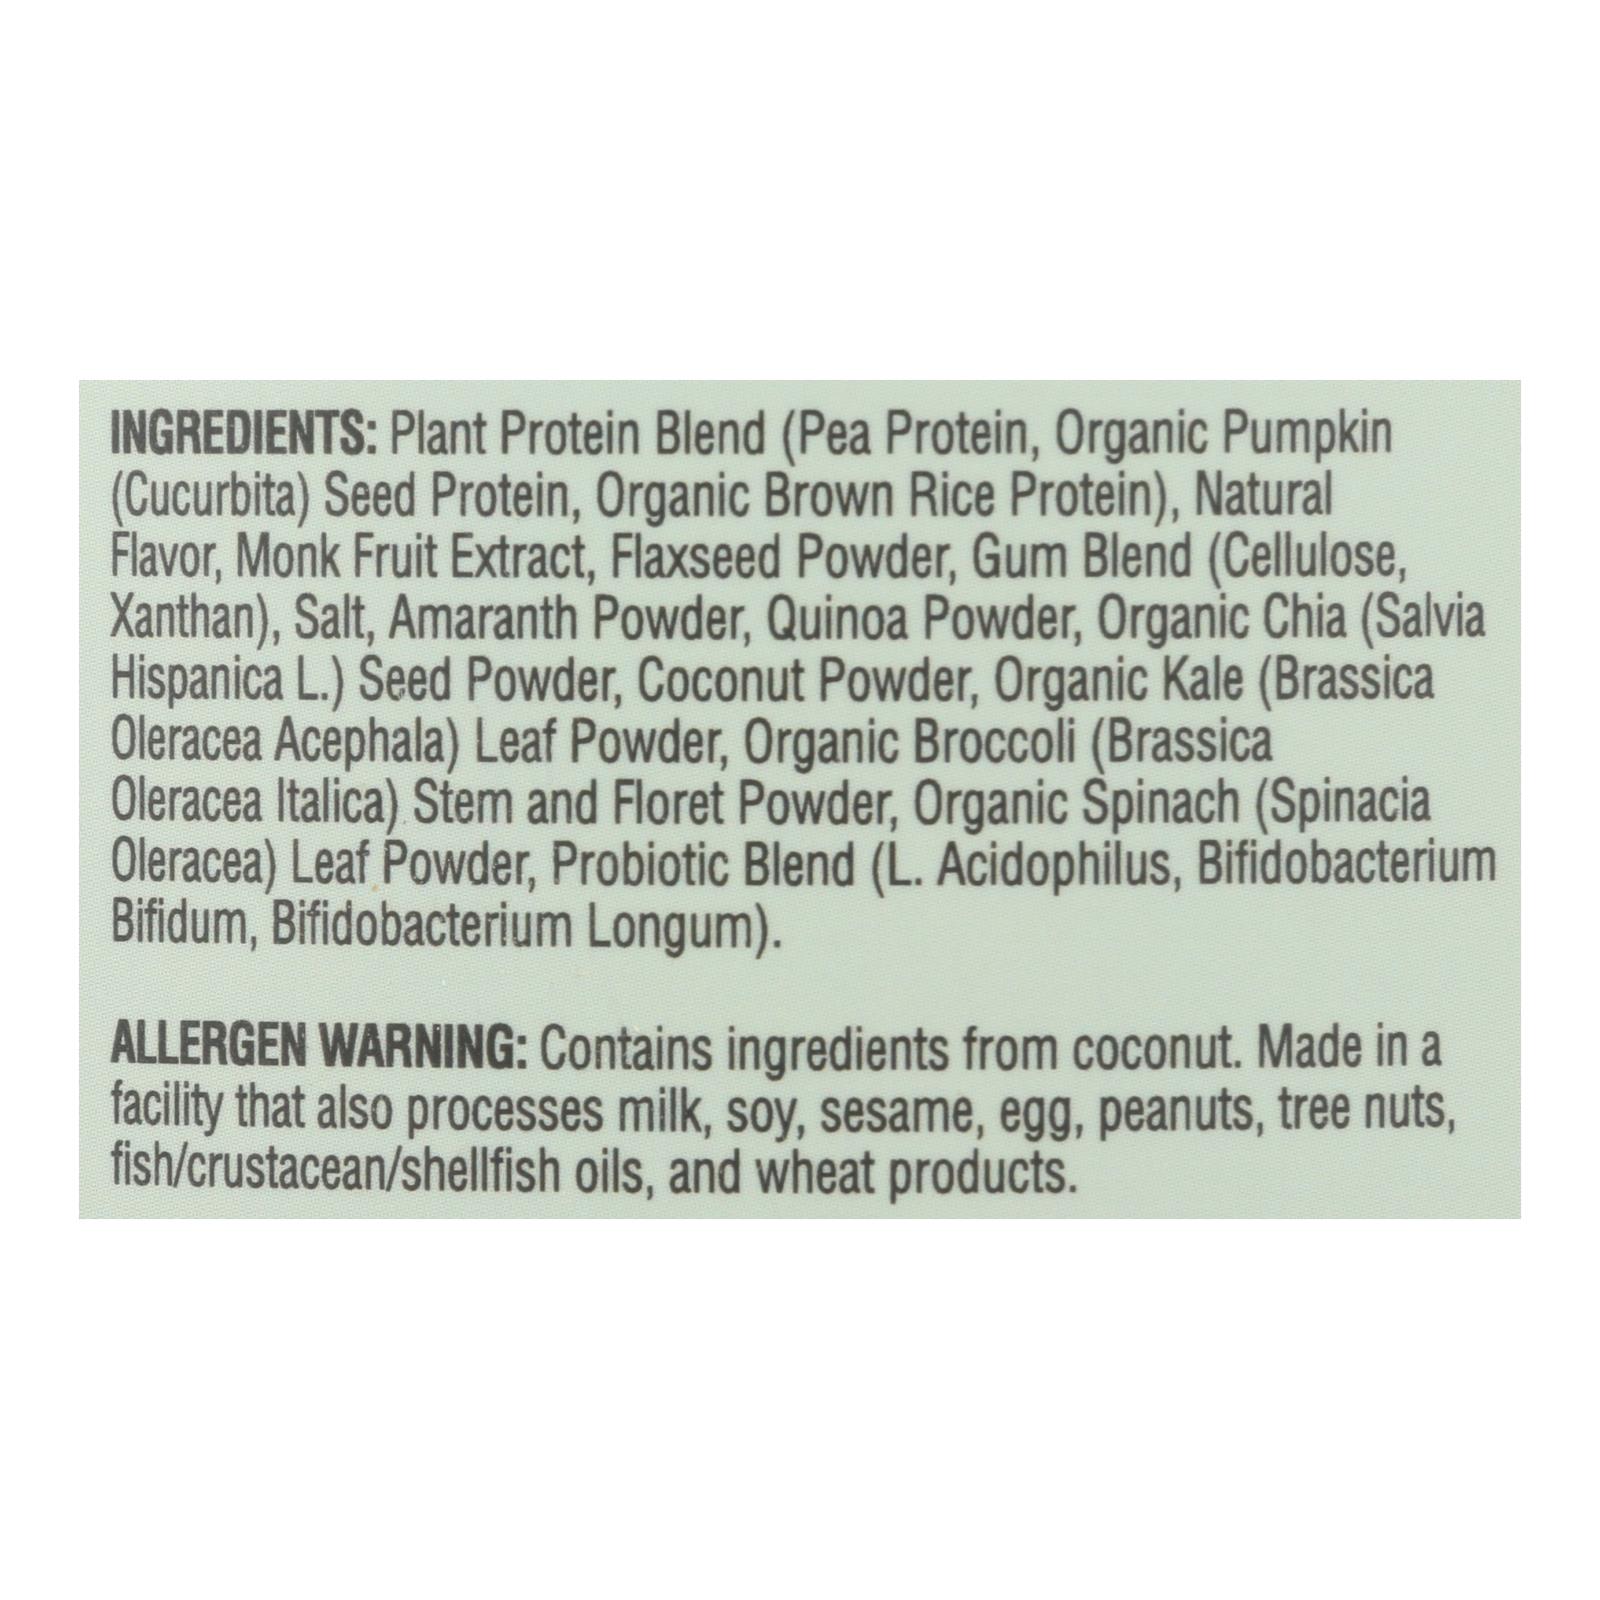 INGREDIENTS: Plant Protein Blend (Pea Protein, Organic Pumpkin
(Cucurbita) Seed Protein, Organic Brown Rice Protein), Natural
Flavor, Monk Fruit Extract, Flaxseed Powder, Gum Blend (Cellulose,
Xanthan), Salt, Amaranth Powder, Quinoa Powder, Organic Chia (Salvia
Hispanica L.) Seed Powder, Coconut Powder, Organic Kale (Brassica
Oleracea Acephala) Leaf Powder, Organic Broccoli (Brassica
Oleracea Italica) Stem and Floret Powder, Organic Spinach (Spinacia
Oleracea) Leaf Powder, Probiotic Blend (L. Acidophilus, Bifidobacterium
Bifidum, Bifidobacterium Longum).
ALLERGEN WARNING: Contains ingredients from coconut. Made in a
facility that also processes milk, soy, sesame, egg, peanuts, tree nuts,
fish/crustacean/shellfish oils, and wheat products.